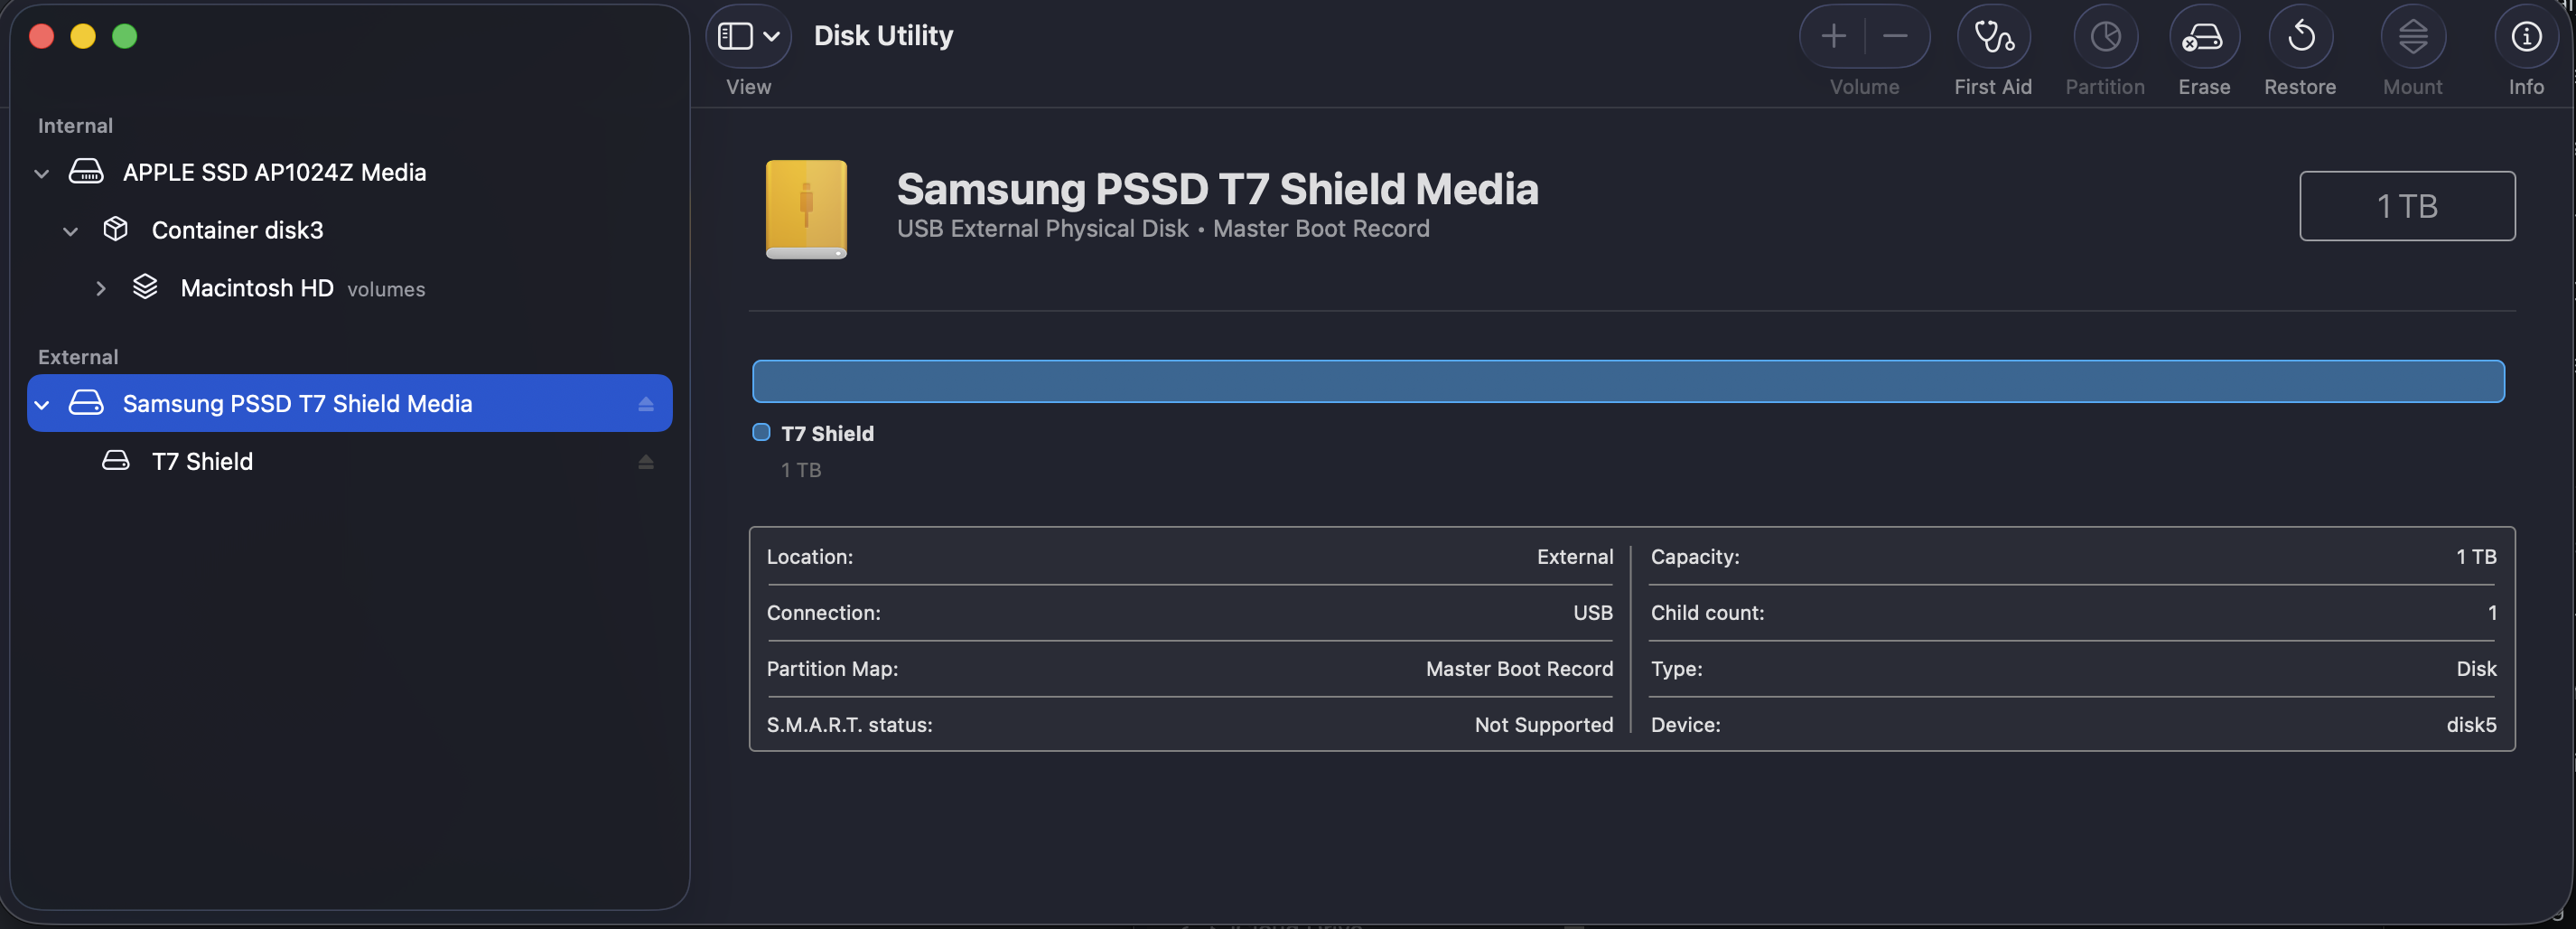 Disk Utility
View
Volume
First Aid
Partition
Erase
Restore
Mount
Info
Internal
APPLE SSD AP1024Z Media
Container disk3
Macintosh HD volumes
External
Samsung PSSD T7 Shield Media
T7 Shield
Samsung PSSD T7 Shield Media
USB External Physical Disk • Master Boot Record
1 TB
T7 Shield
1 TB
Location: External
Connection: USB
Partition Map: Master Boot Record
S.M.A.R.T. status: Not Supported
Capacity: 1 TB
Child count: 1
Type: Disk
Device: disk5